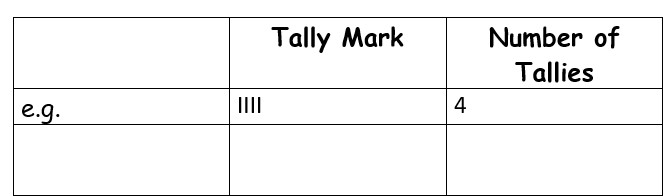 Tally Mark
Number of
Tallies
e.g.
IIII
4